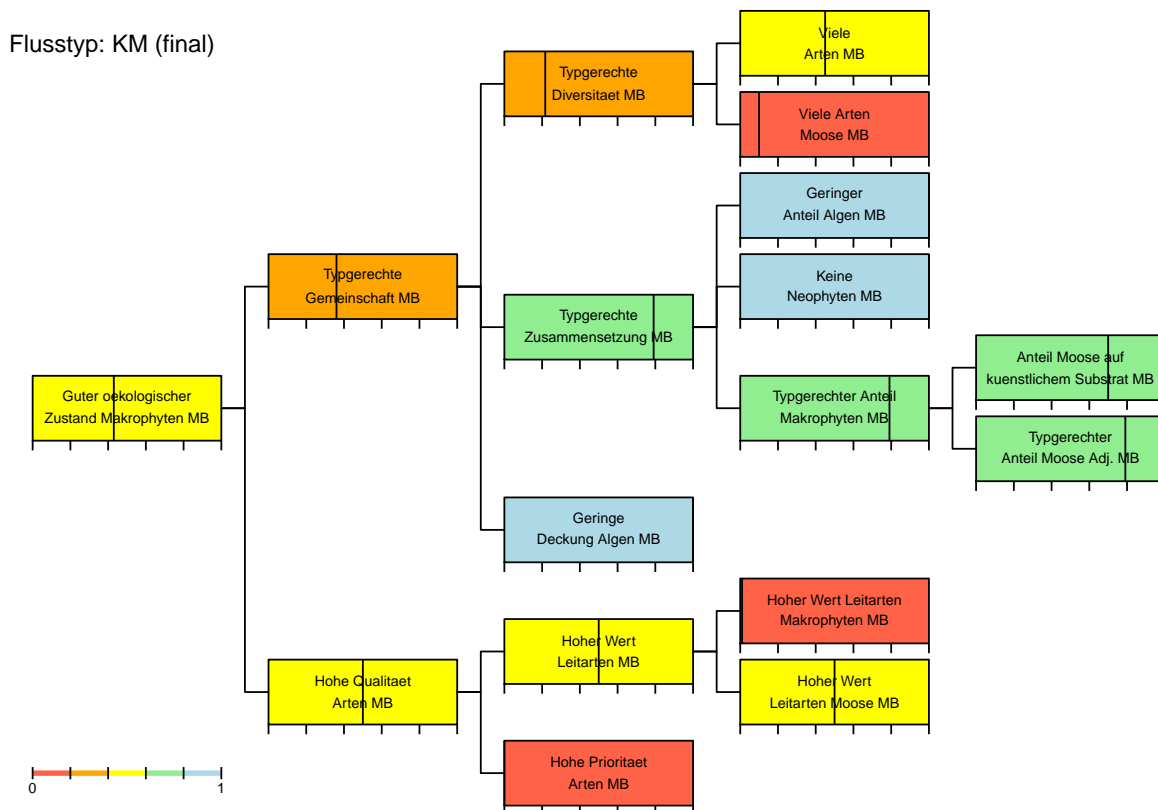 Flusstyp: KM (final)
Viele
Arten MB
Typgerechte
Diversitaet MB
Viele Arten
Moose MB
Geringer
Anteil Algen MB
Typgerechte
Gemeinschaft MB
Keine
Neophyten MB
Typgerechte
Zusammensetzung MB
Anteil Moose auf
kuenstlichem Substrat MB
Guter oekologischer
Zustand Makrophyten MB
Typgerechter Anteil
Makrophyten MB
Typgerechter
Anteil Moose Adj. MB
Geringe
Deckung Algen MB
Hoher Wert Leitarten
Makrophyten MB
Hoher Wert
Leitarten MB
Hohe Qualitaet
Arten MB
Hoher Wert
Leitarten Moose MB
Hohe Prioritaet
Arten MB
0
1